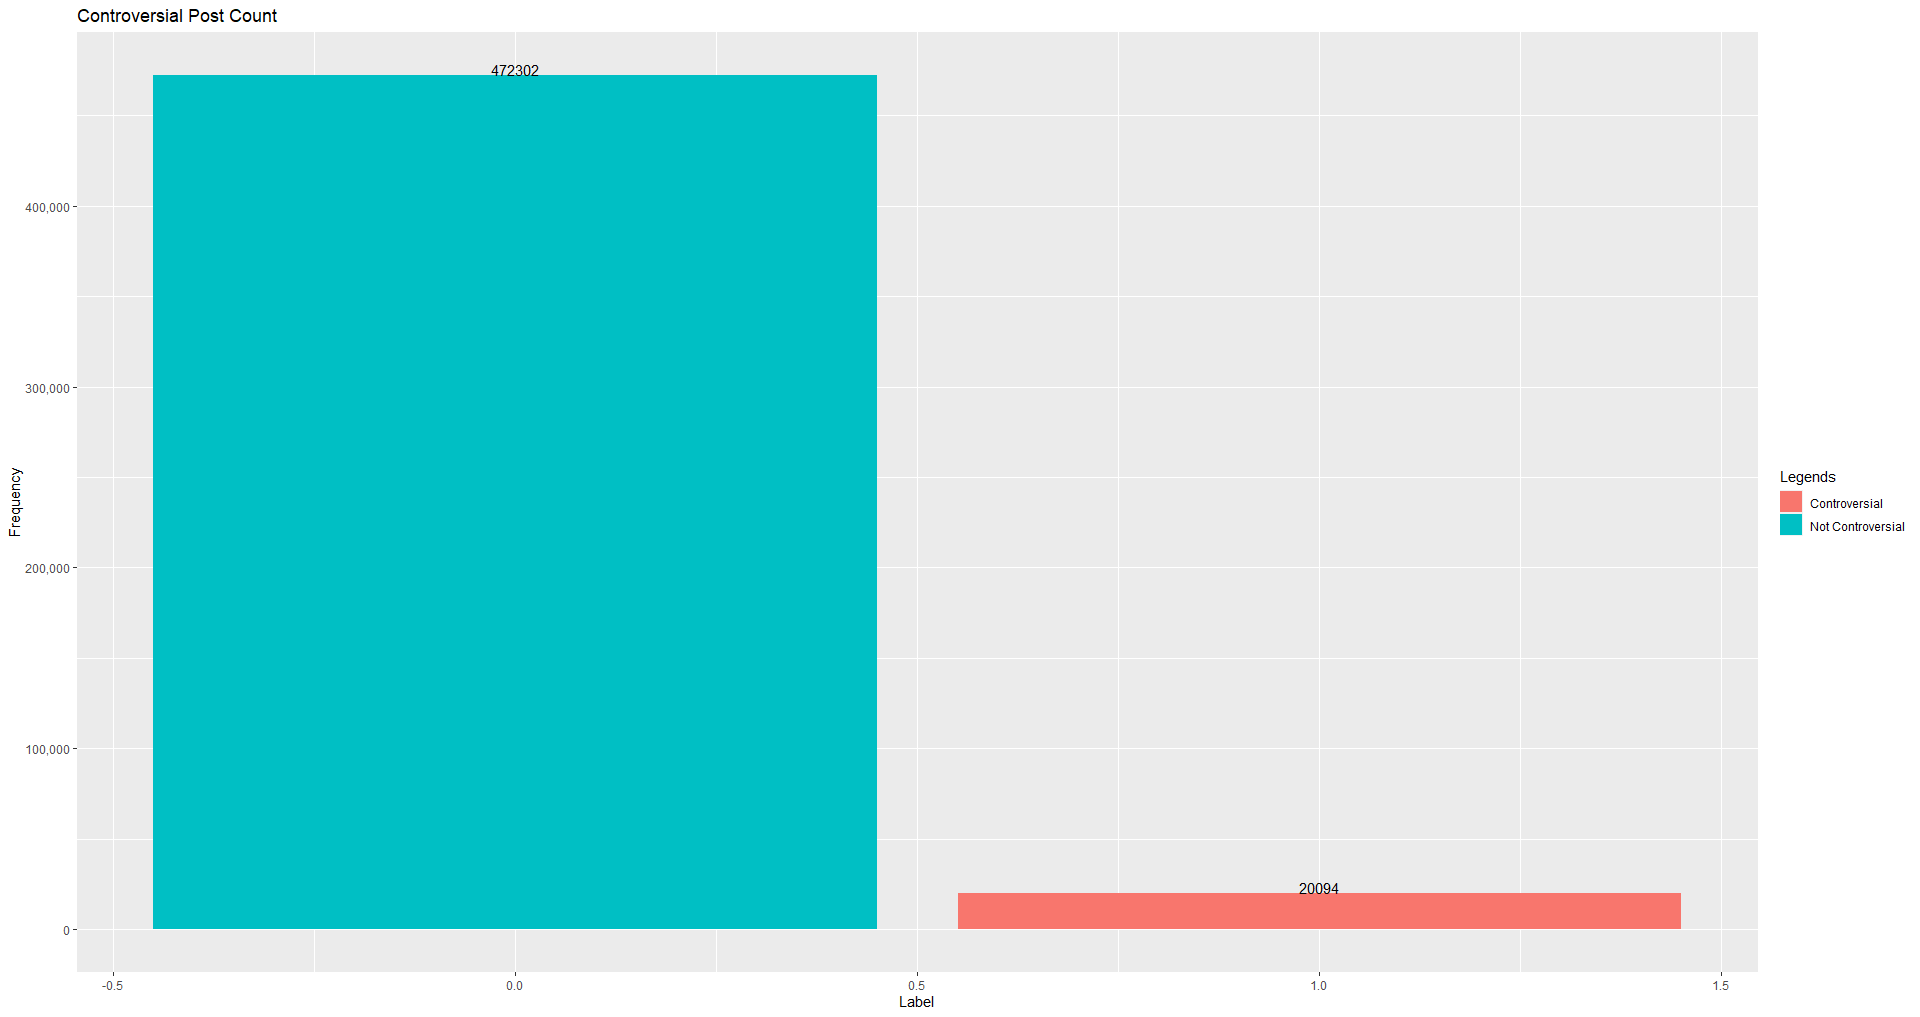 Controversial Post Count
472302
400,000
300,000
200,000
100,000
0
20094
-0.5
0.0
0.5
1.0
1.5
Label
Frequency
Legends
Controversial
Not Controversial